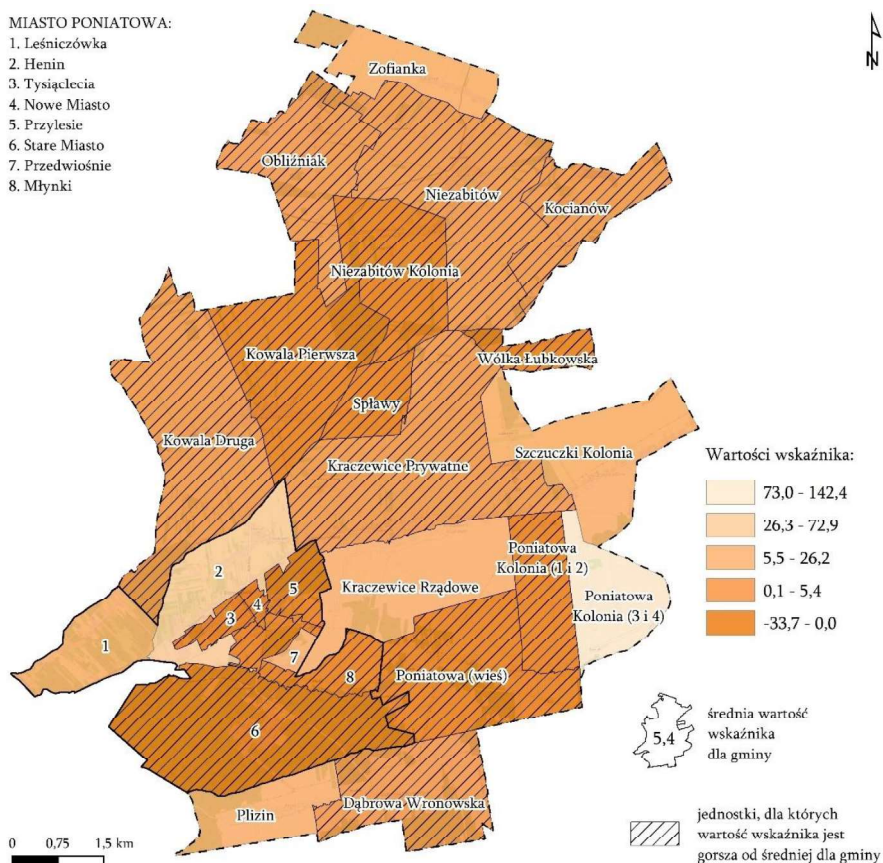 MIASTO PONIATOWA:
1. Leśniczówka
2. Henin
3. Tysiąclecia
4. Nowe Miasto
5. Przylesie
6. Stare Miasto
7. Przedwiośnie
8. Młynki
N
Zofianka
Obliźniak
Niezabitów
Kocianów
Niezabitów Kolonia
Kowala Pierwsza
Wólka Łubkowska
Spławy
Kowala Druga
Kraczewice Prywatne
Szczuczki Kolonia
Poniatowa
Kolonia (1 i 2)
Kraczewice Rządowe
Poniatowa
Kolonia (3 i 4)
2
5
4
3
1
7
8
Poniatowa (wieś)
6
Plizin
Dąbrowa Wronowska
Wartości wskaźnika:
73,0 - 142,4
26,3 - 72,9
5,5 - 26,2
0,1 - 5,4
-33,7 - 0,0
5,4
średnia wartość
wskaźnika
dla gminy
jednostki, dla których
wartość wskaźnika jest
gorsza od średniej dla gminy
0 0,75 1,5 km